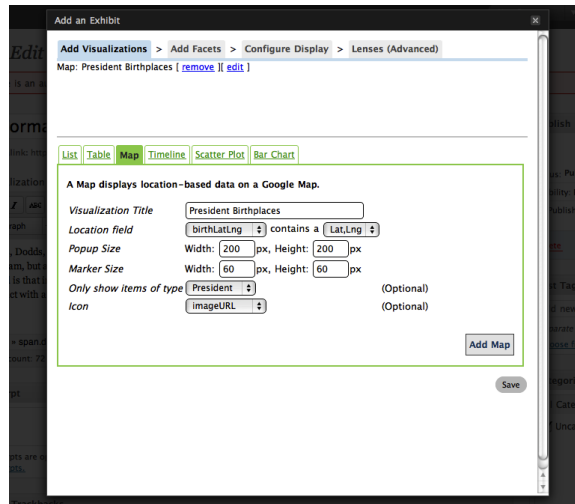 Add an Exhibit
Add Visualizations > Add Facets > Configure Display > Lenses (Advanced)
Map: President Birthplaces [ remove ][ edit ]
List Table Map Timeline Scatter Plot Bar Chart
A Map displays location-based data on a Google Map.
Visualization Title President Birthplaces
Location field birthLatLng contains a Lat,Lng
Popup Size Width: 200 px, Height: 200 px
Marker Size Width: 60 px, Height: 60 px
Only show items of type President (Optional)
Icon imageURL (Optional)
Add Map
Save
Edit